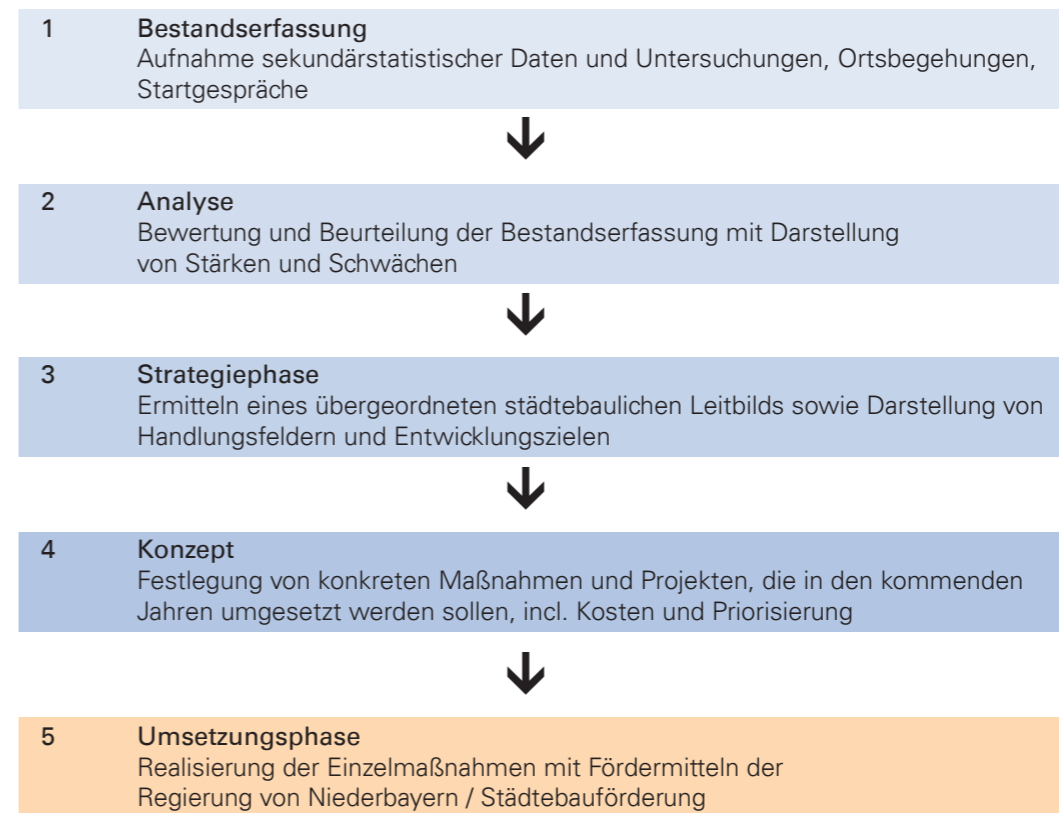 1 Bestandserfassung
Aufnahme sekundärstatistischer Daten und Untersuchungen, Ortsbegehungen,
Startgespräche
2 Analyse
Bewertung und Beurteilung der Bestandserfassung mit Darstellung
von Stärken und Schwächen
3 Strategiephase
Ermitteln eines übergeordneten städtebaulichen Leitbilds sowie Darstellung von
Handlungsfeldern und Entwicklungszielen
4 Konzept
Festlegung von konkreten Maßnahmen und Projekten, die in den kommenden
Jahren umgesetzt werden sollen, incl. Kosten und Priorisierung
5 Umsetzungsphase
Realisierung der Einzelmaßnahmen mit Fördermitteln der
Regierung von Niederbayern / Städtebauförderung